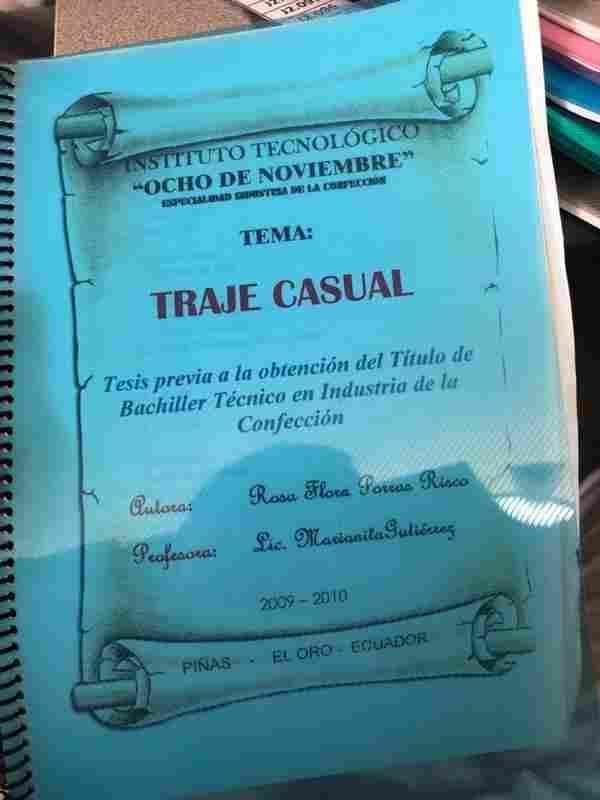 INSTITUTO TECNOLÓGICO
“OCHO DE NOVIEMBRE”
ESPECIALIDAD INDUSTRIA DE LA CONFECCION
TEMA:
TRAJE CASUAL
Tesis previa a la obtención del Título de
Bachiller Técnico en Industria de la
Confección
Autora: Rosa Flora Porras Risco
Profesora: Lic. MarianitaGutiérrez
2009 – 2010
PIÑAS - EL ORO - ECUADOR